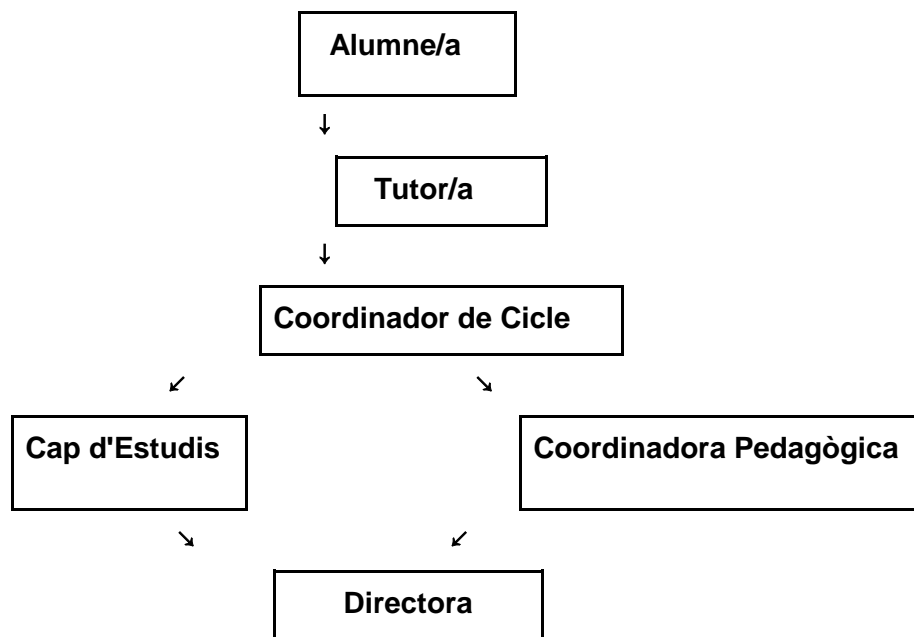 Alumne/a
↓
Tutor/a
↓
Coordinador de Cicle
↙ ↘
Cap d'Estudis Coordinadora Pedagògica
↘ ↙
Directora